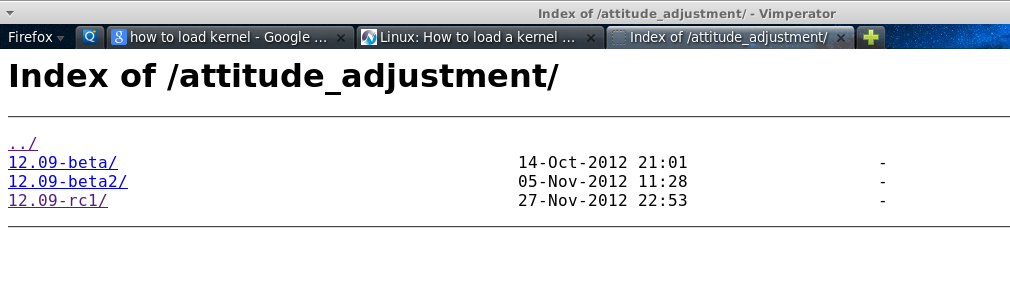 Index of /attitude_adjustment/ - Vimperator
Firefox how to load kernel - Google ... Linux: How to load a kernel ... Index of /attitude_adjustment/
Index of /attitude_adjustment/
../
12.09-beta/ 14-Oct-2012 21:01 -
12.09-beta2/ 05-Nov-2012 11:28 -
12.09-rc1/ 27-Nov-2012 22:53 -